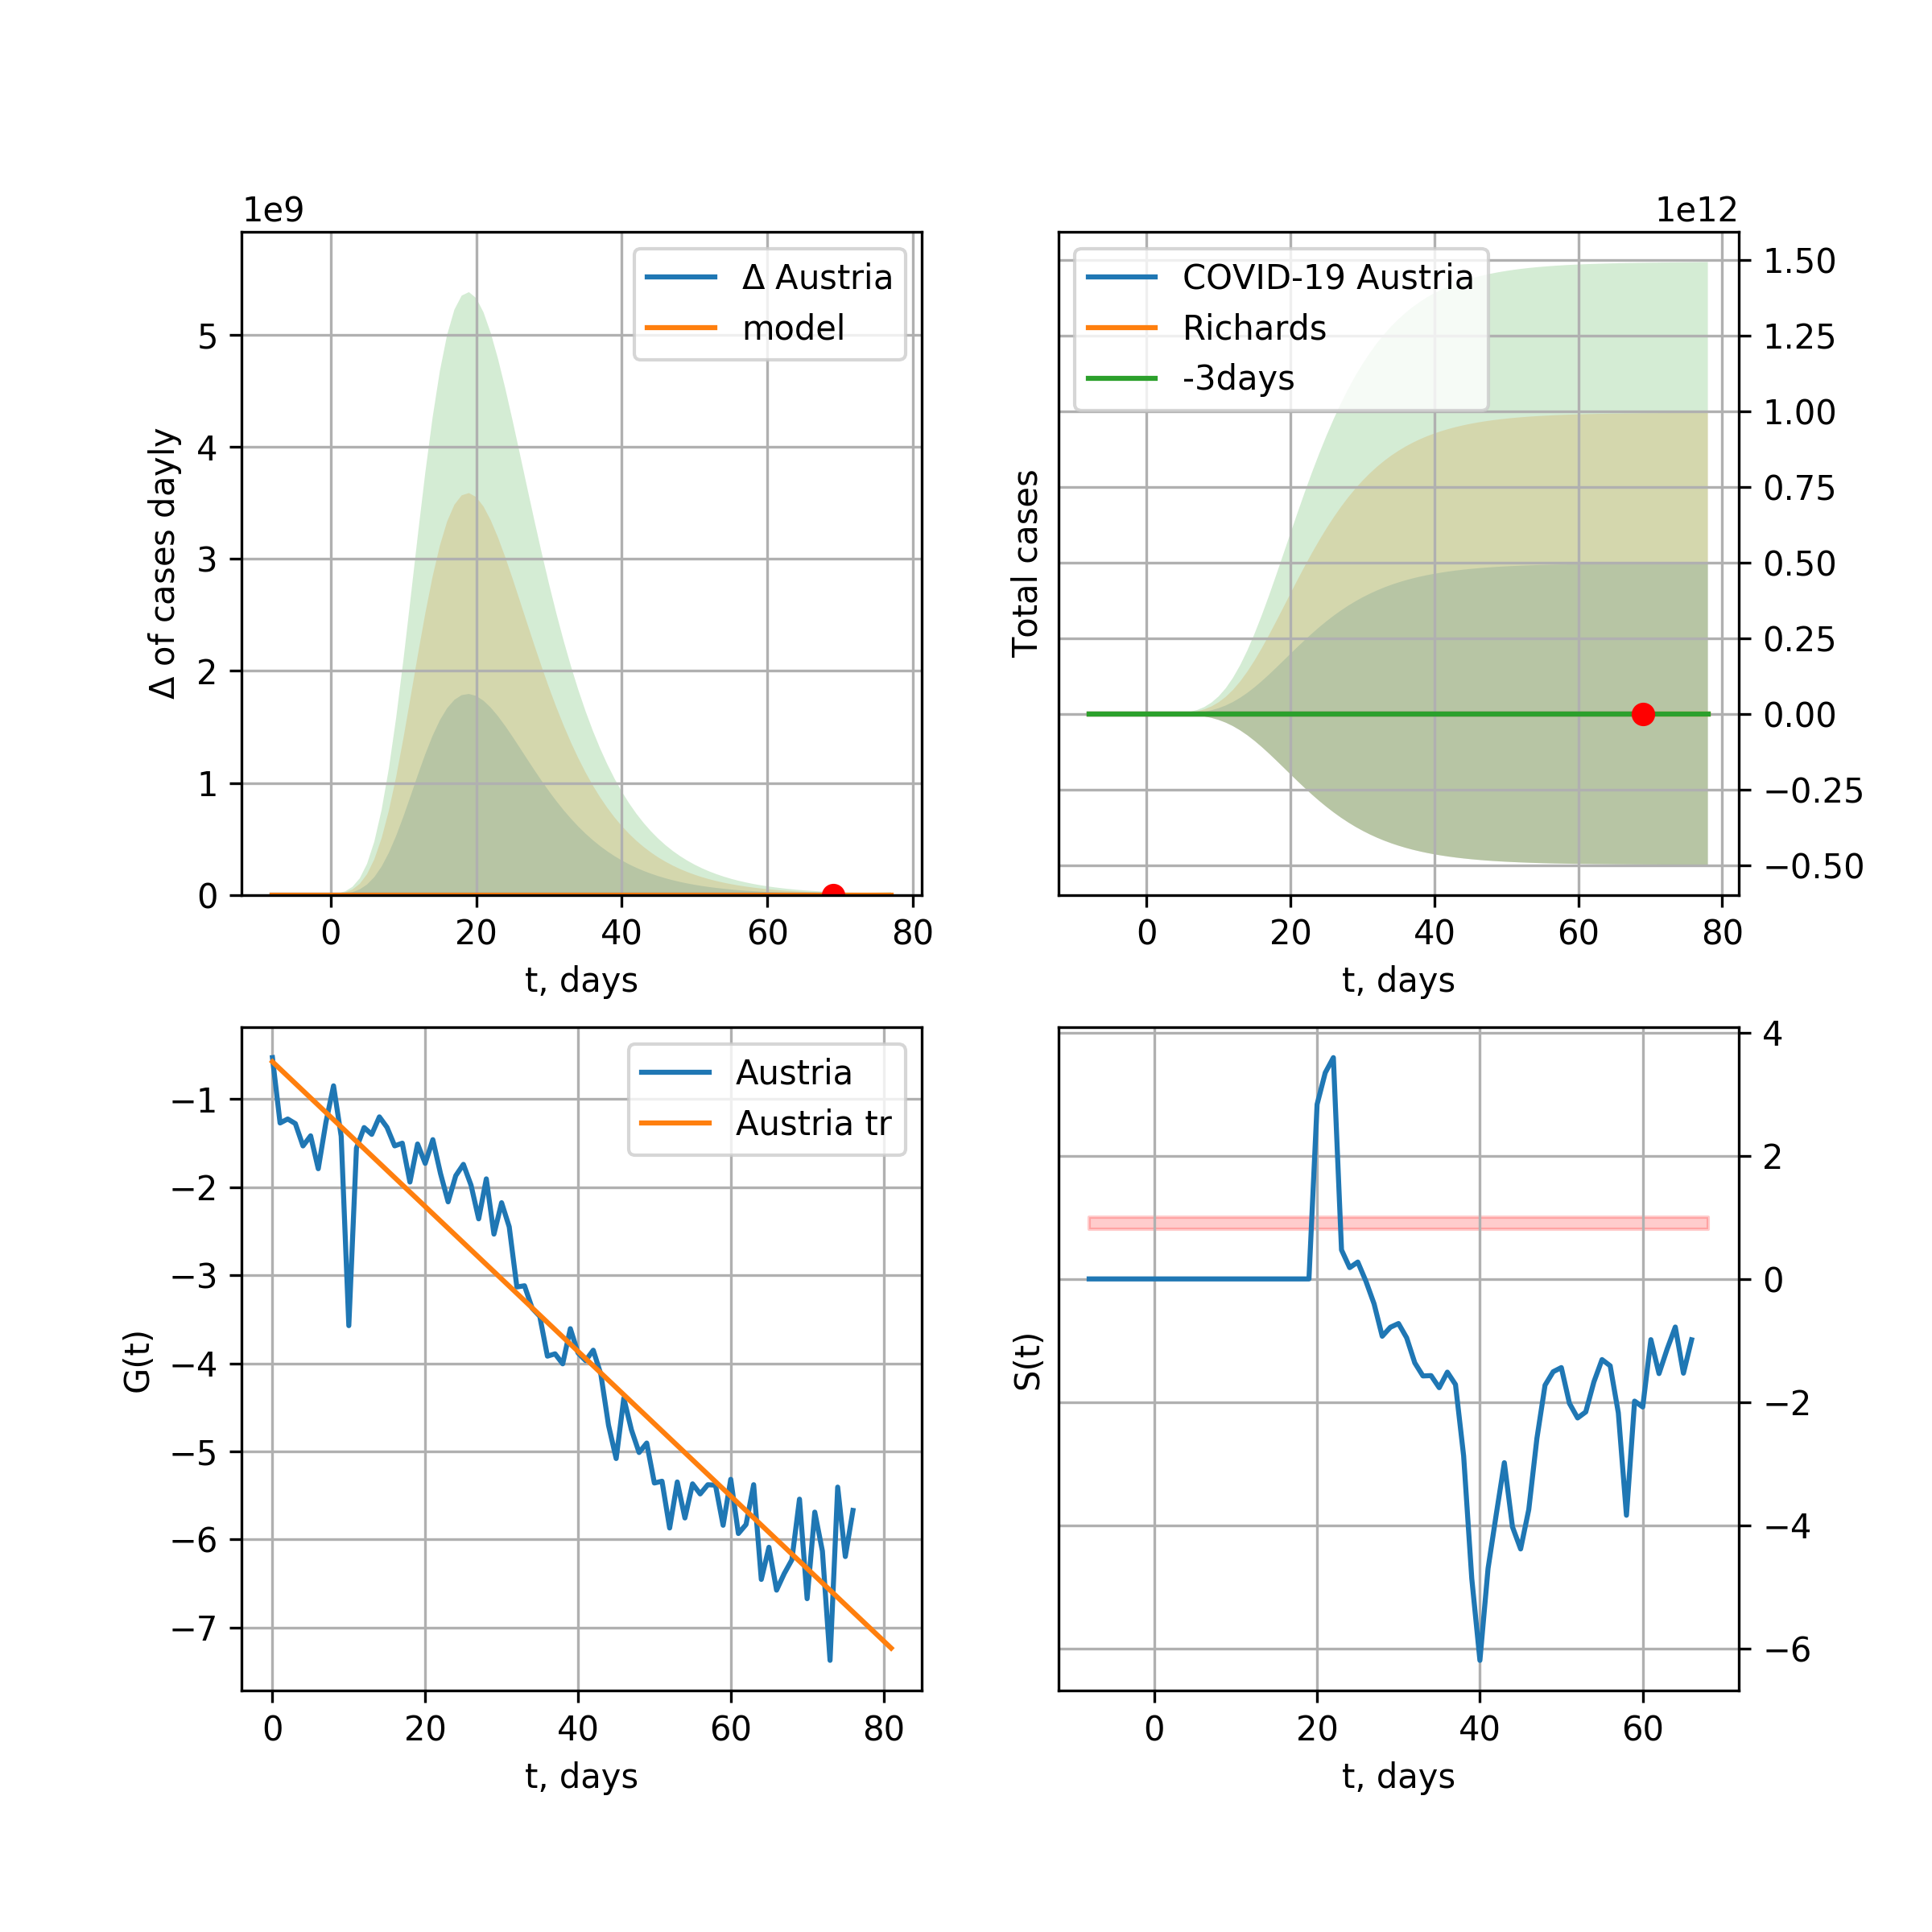 1e9
Δ Austria
model
5
4
3
2
1
0
Δ of cases dayly
0 20 40 60 80
t, days
1e12
COVID-19 Austria
Richards
-3days
1.50
1.25
1.00
0.75
0.50
0.25
0.00
−0.25
−0.50
Total cases
0 20 40 60 80
t, days
Austria
Austria tr
−1
−2
−3
−4
−5
−6
−7
G(t)
0 20 40 60 80
t, days
4
2
0
−2
−4
−6
S(t)
0 20 40 60
t, days